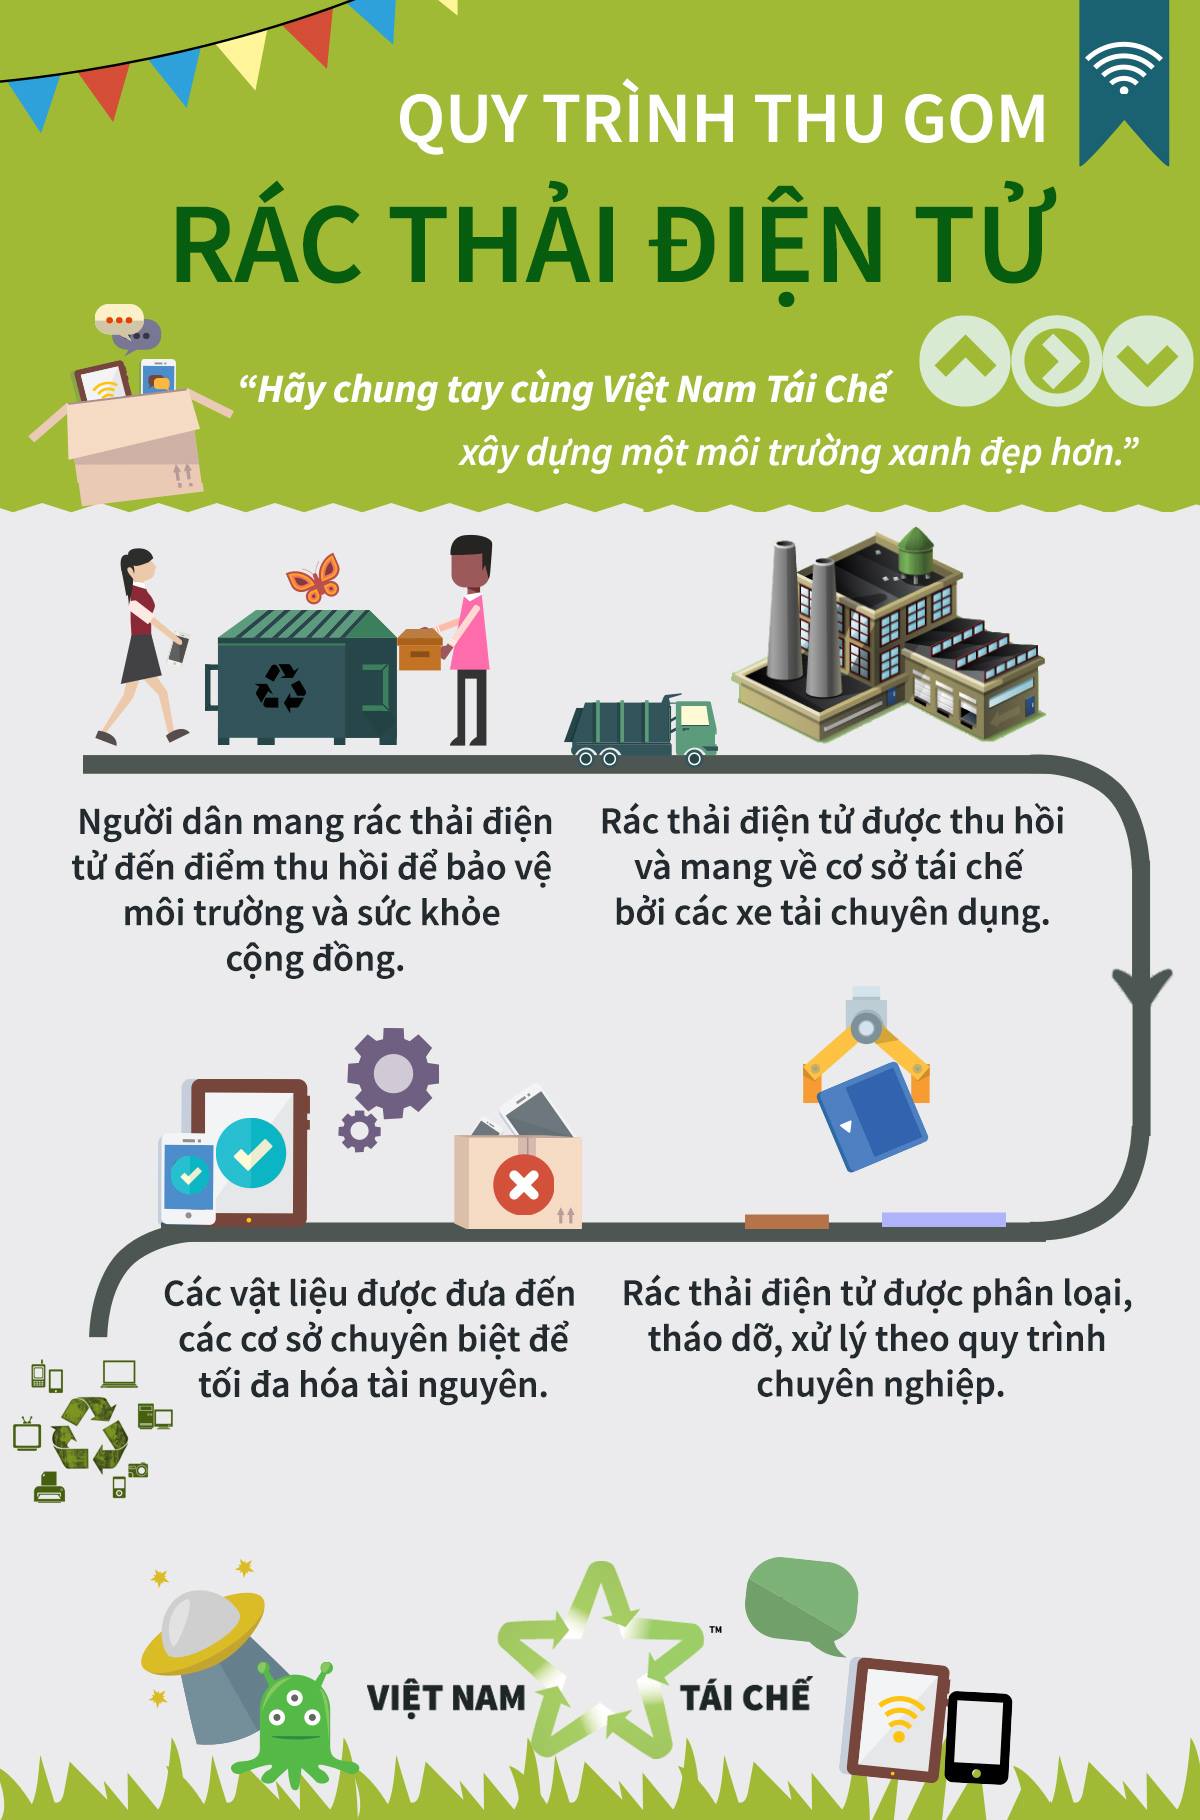 QUY TRÌNH THU GOM
RÁC THẢI ĐIỆN TỬ
“Hãy chung tay cùng Việt Nam Tái Chế
xây dựng một môi trường xanh đẹp hơn.”
Người dân mang rác thải điện
tử đến điểm thu hồi để bảo vệ
môi trường và sức khỏe
cộng đồng.
Rác thải điện tử được thu hồi
và mang về cơ sở tái chế
bởi các xe tải chuyên dụng.
Các vật liệu được đưa đến
các cơ sở chuyên biệt để
tối đa hóa tài nguyên.
Rác thải điện tử được phân loại,
tháo dỡ, xử lý theo quy trình
chuyên nghiệp.
VIỆT NAM TÁI CHẾ ™